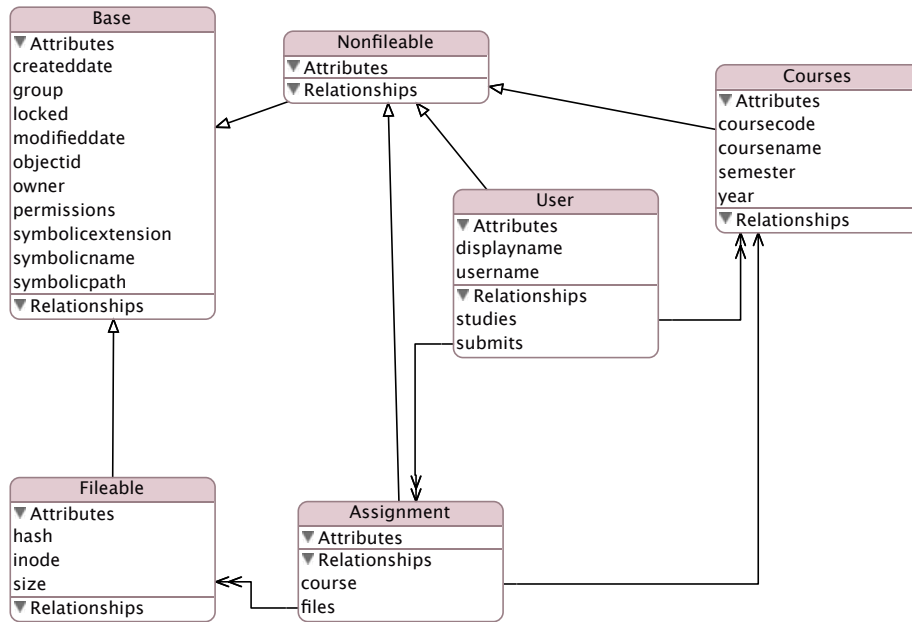 Base
Attributes
createddate
group
locked
modifieddate
objectid
owner
permissions
symbolicextension
symbolicname
symbolicpath
Relationships
Nonfileable
Attributes
Relationships
Courses
Attributes
coursecode
coursename
semester
year
Relationships
User
Attributes
displayname
username
Relationships
studies
submits
Fileable
Attributes
hash
inode
size
Relationships
Assignment
Attributes
Relationships
course
files